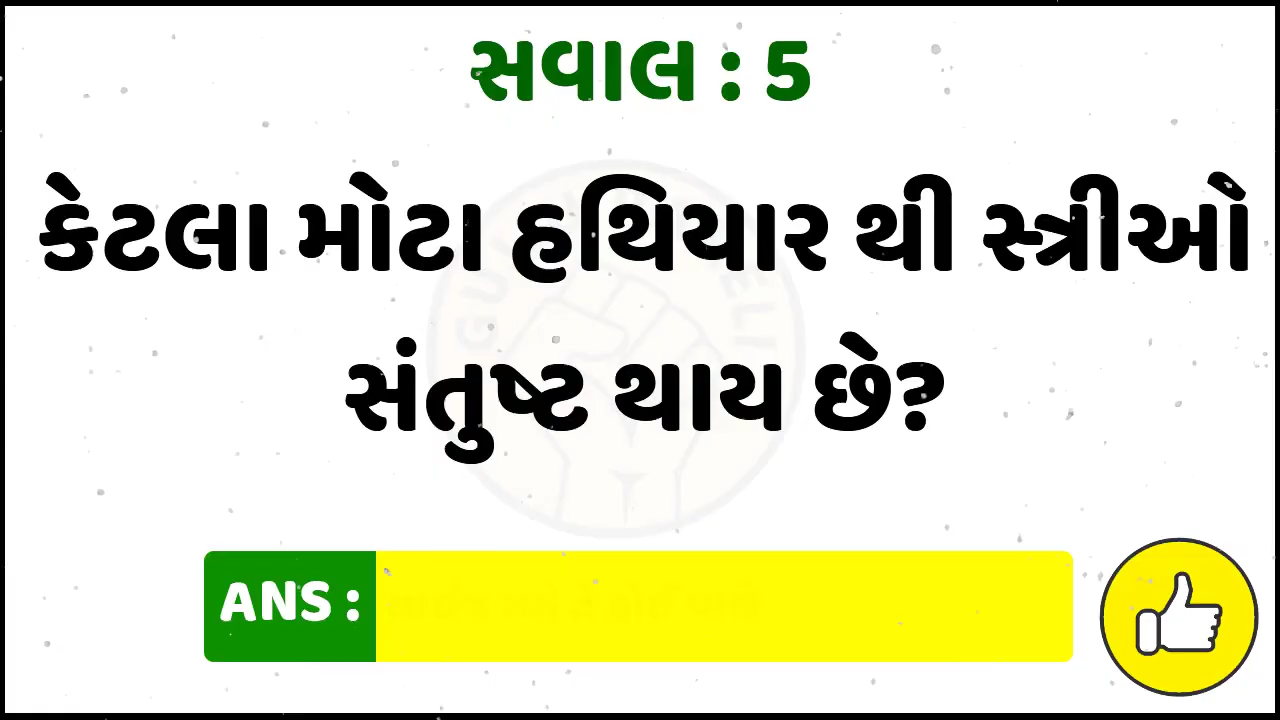 સવાલ : 5
કેટલા મોટા હથિયાર થી સ્ત્રીઓ
સંતુષ્ટ થાય છે?
ANS :